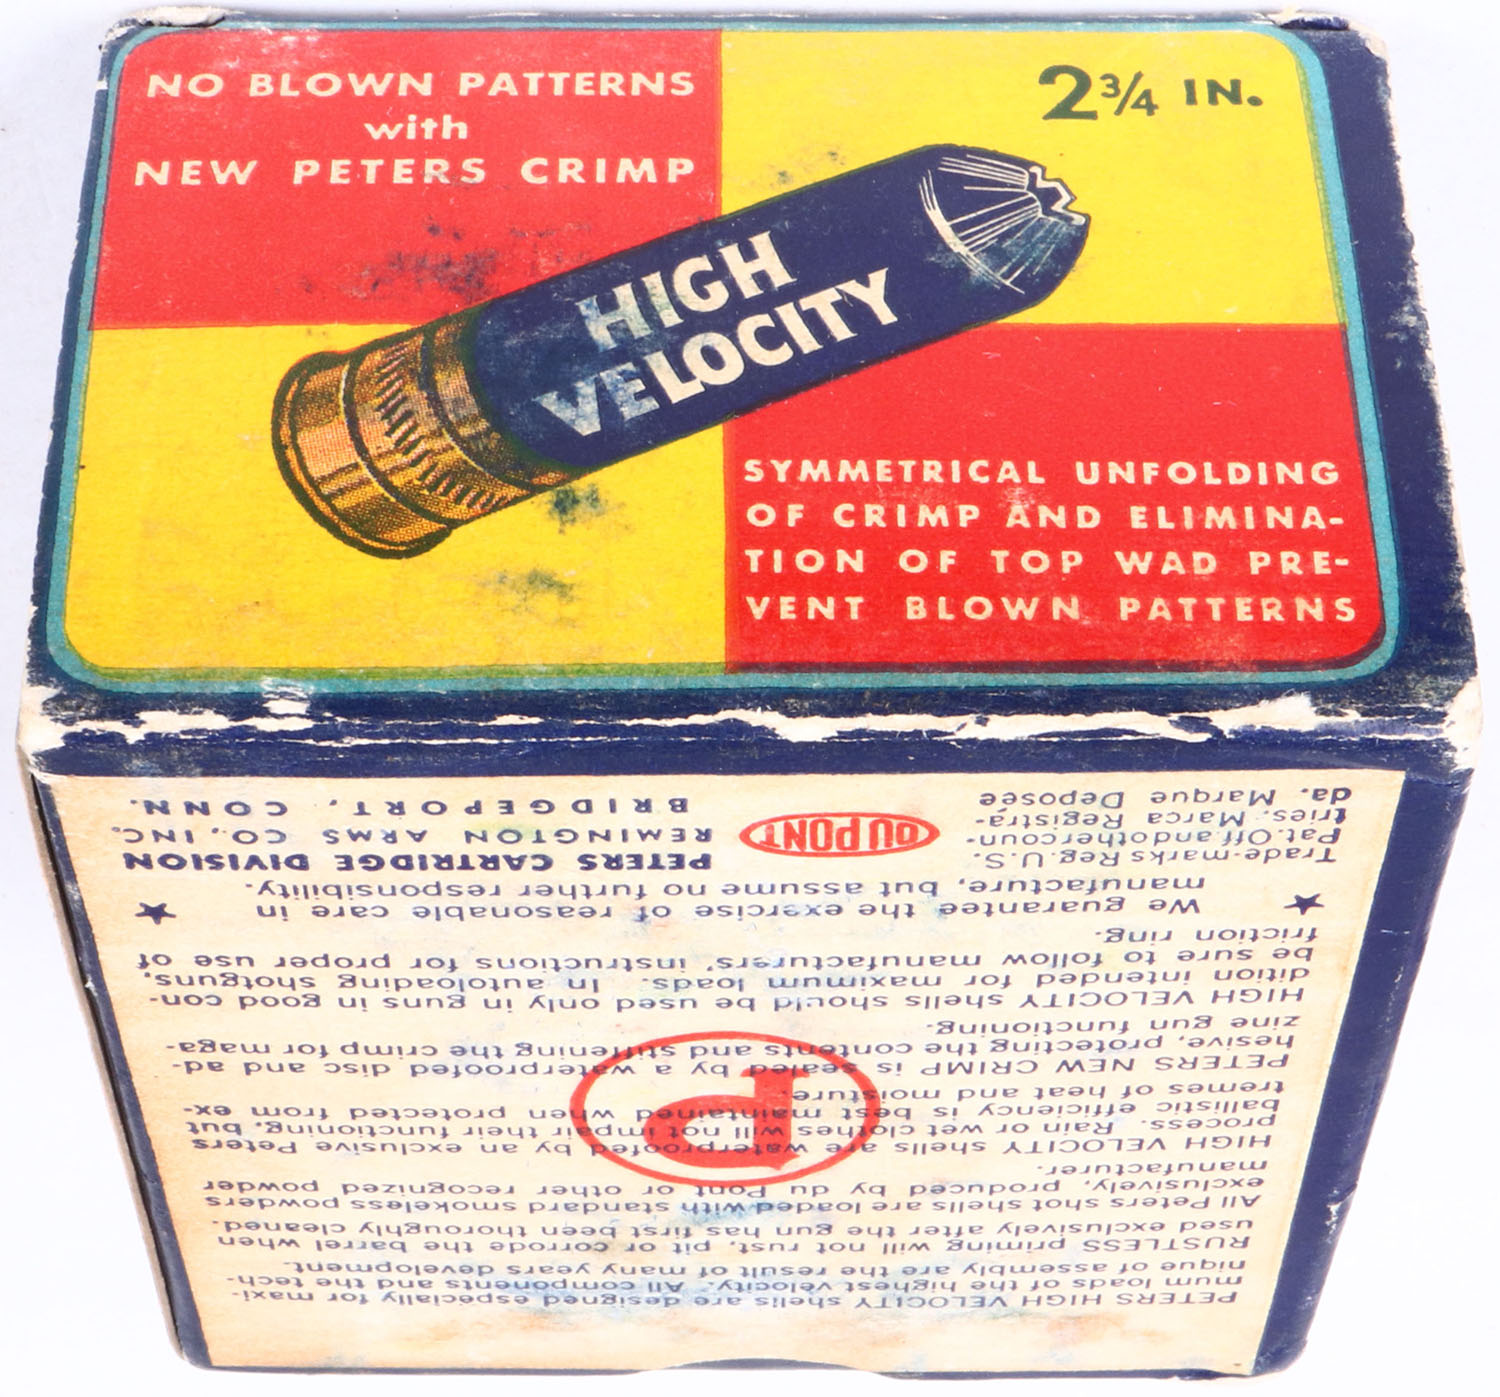 NO BLOWN PATTERNS
with
NEW PETERS CRIMP
2¾ IN.
HIGH
VELOCITY
SYMMETRICAL UNFOLDING
OF CRIMP AND ELIMINA-
TION OF TOP WAD PRE-
VENT BLOWN PATTERNS
PETERS HIGH VELOCITY shells are designed especially for maxi-
mum loads of the highest velocity. All components and the tech-
nique of assembly are the result of many years development.
RUSTLESS priming will not rust, pit or corrode the barrel when
used exclusively after the gun has first been thoroughly cleaned.
All Peters shot shells are loaded with standard smokeless powders
exclusively, produced by du Pont or other recognized powder
manufacturer.
HIGH VELOCITY shells are waterproofed by an exclusive Peters
process. Rain or wet clothes will not impair their functioning, but
ballistic efficiency is best maintained when protected from ex-
tremes of heat and moisture.
PETERS NEW CRIMP is sealed by a waterproofed disc and ad-
hesive, protecting the contents and stiffening the crimp for maga-
zine gun functioning.
HIGH VELOCITY shells should be used only in guns in good con-
dition intended for maximum loads. In autoloading shotguns,
be sure to follow manufacturers' instructions for proper use of
friction ring.
P
★ We guarantee the exercise of reasonable care in ★
manufacture, but assume no further responsibility.
Trade-marks Reg. U.S.
Pat. Off. and other coun-
tries. Marca Registra-
da. Marque Deposee
DU PONT
PETERS CARTRIDGE DIVISION
REMINGTON ARMS CO., INC.
BRIDGEPORT, CONN.